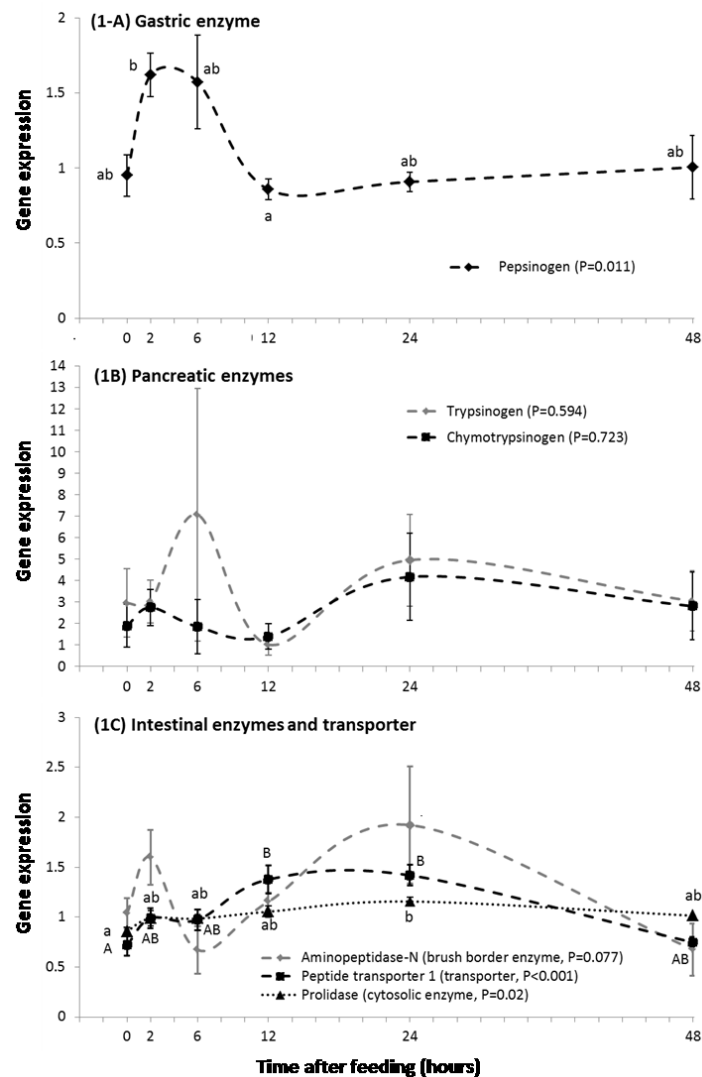 (1-A) Gastric enzyme
Gene expression
2
1.5
1
0.5
0
b
ab
ab
a
ab
ab
Pepsinogen (P=0.011)
0 2 6 12 24 48
(1B) Pancreatic enzymes
Gene expression
14
13
12
11
10
9
8
7
6
5
4
3
2
1
0
Trypsinogen (P=0.594)
Chymotrypsinogen (P=0.723)
0 2 6 12 24 48
(1C) Intestinal enzymes and transporter
Gene expression
3
2.5
2
1.5
1
0.5
0
a
A
ab
AB
ab
AB
B
ab
B
b
ab
AB
Aminopeptidase-N (brush border enzyme, P=0.077)
Peptide transporter 1 (transporter, P<0.001)
Prolidase (cytosolic enzyme, P=0.02)
0 2 6 12 24 48
Time after feeding (hours)